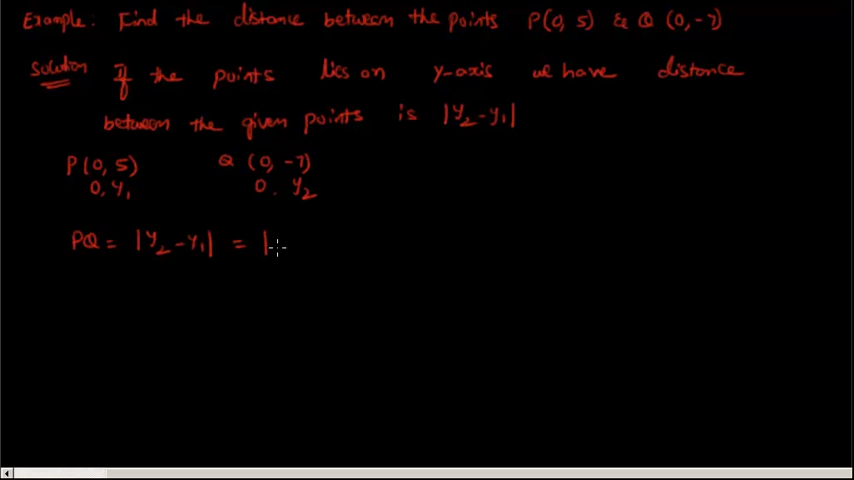 Example: Find the distance between the points P(0, 5) & Q (0, -7)
Solution If the points lies on y-axis we have distance
between the given points is |y₂-y₁|
P(0, 5) Q (0, -7)
0, y₁ 0, y₂
PQ = |y₂-y₁| = |-